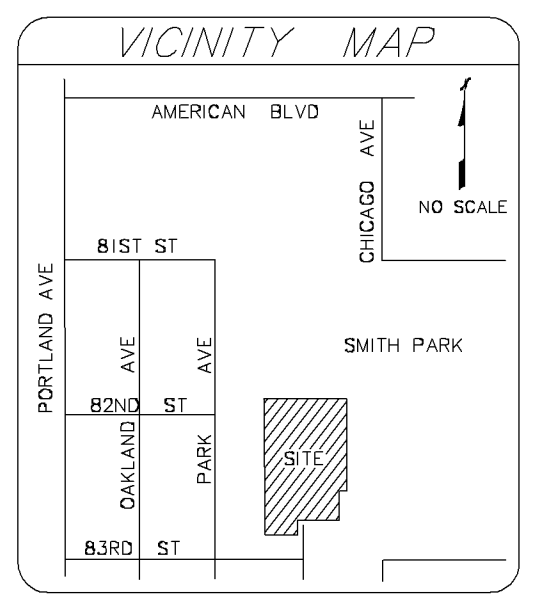 VICINITY MAP
AMERICAN BLVD
CHICAGO AVE
NO SCALE
81ST ST
PORTLAND AVE
OAKLAND AVE
PARK AVE
SMITH PARK
82ND ST
SITE
83RD ST